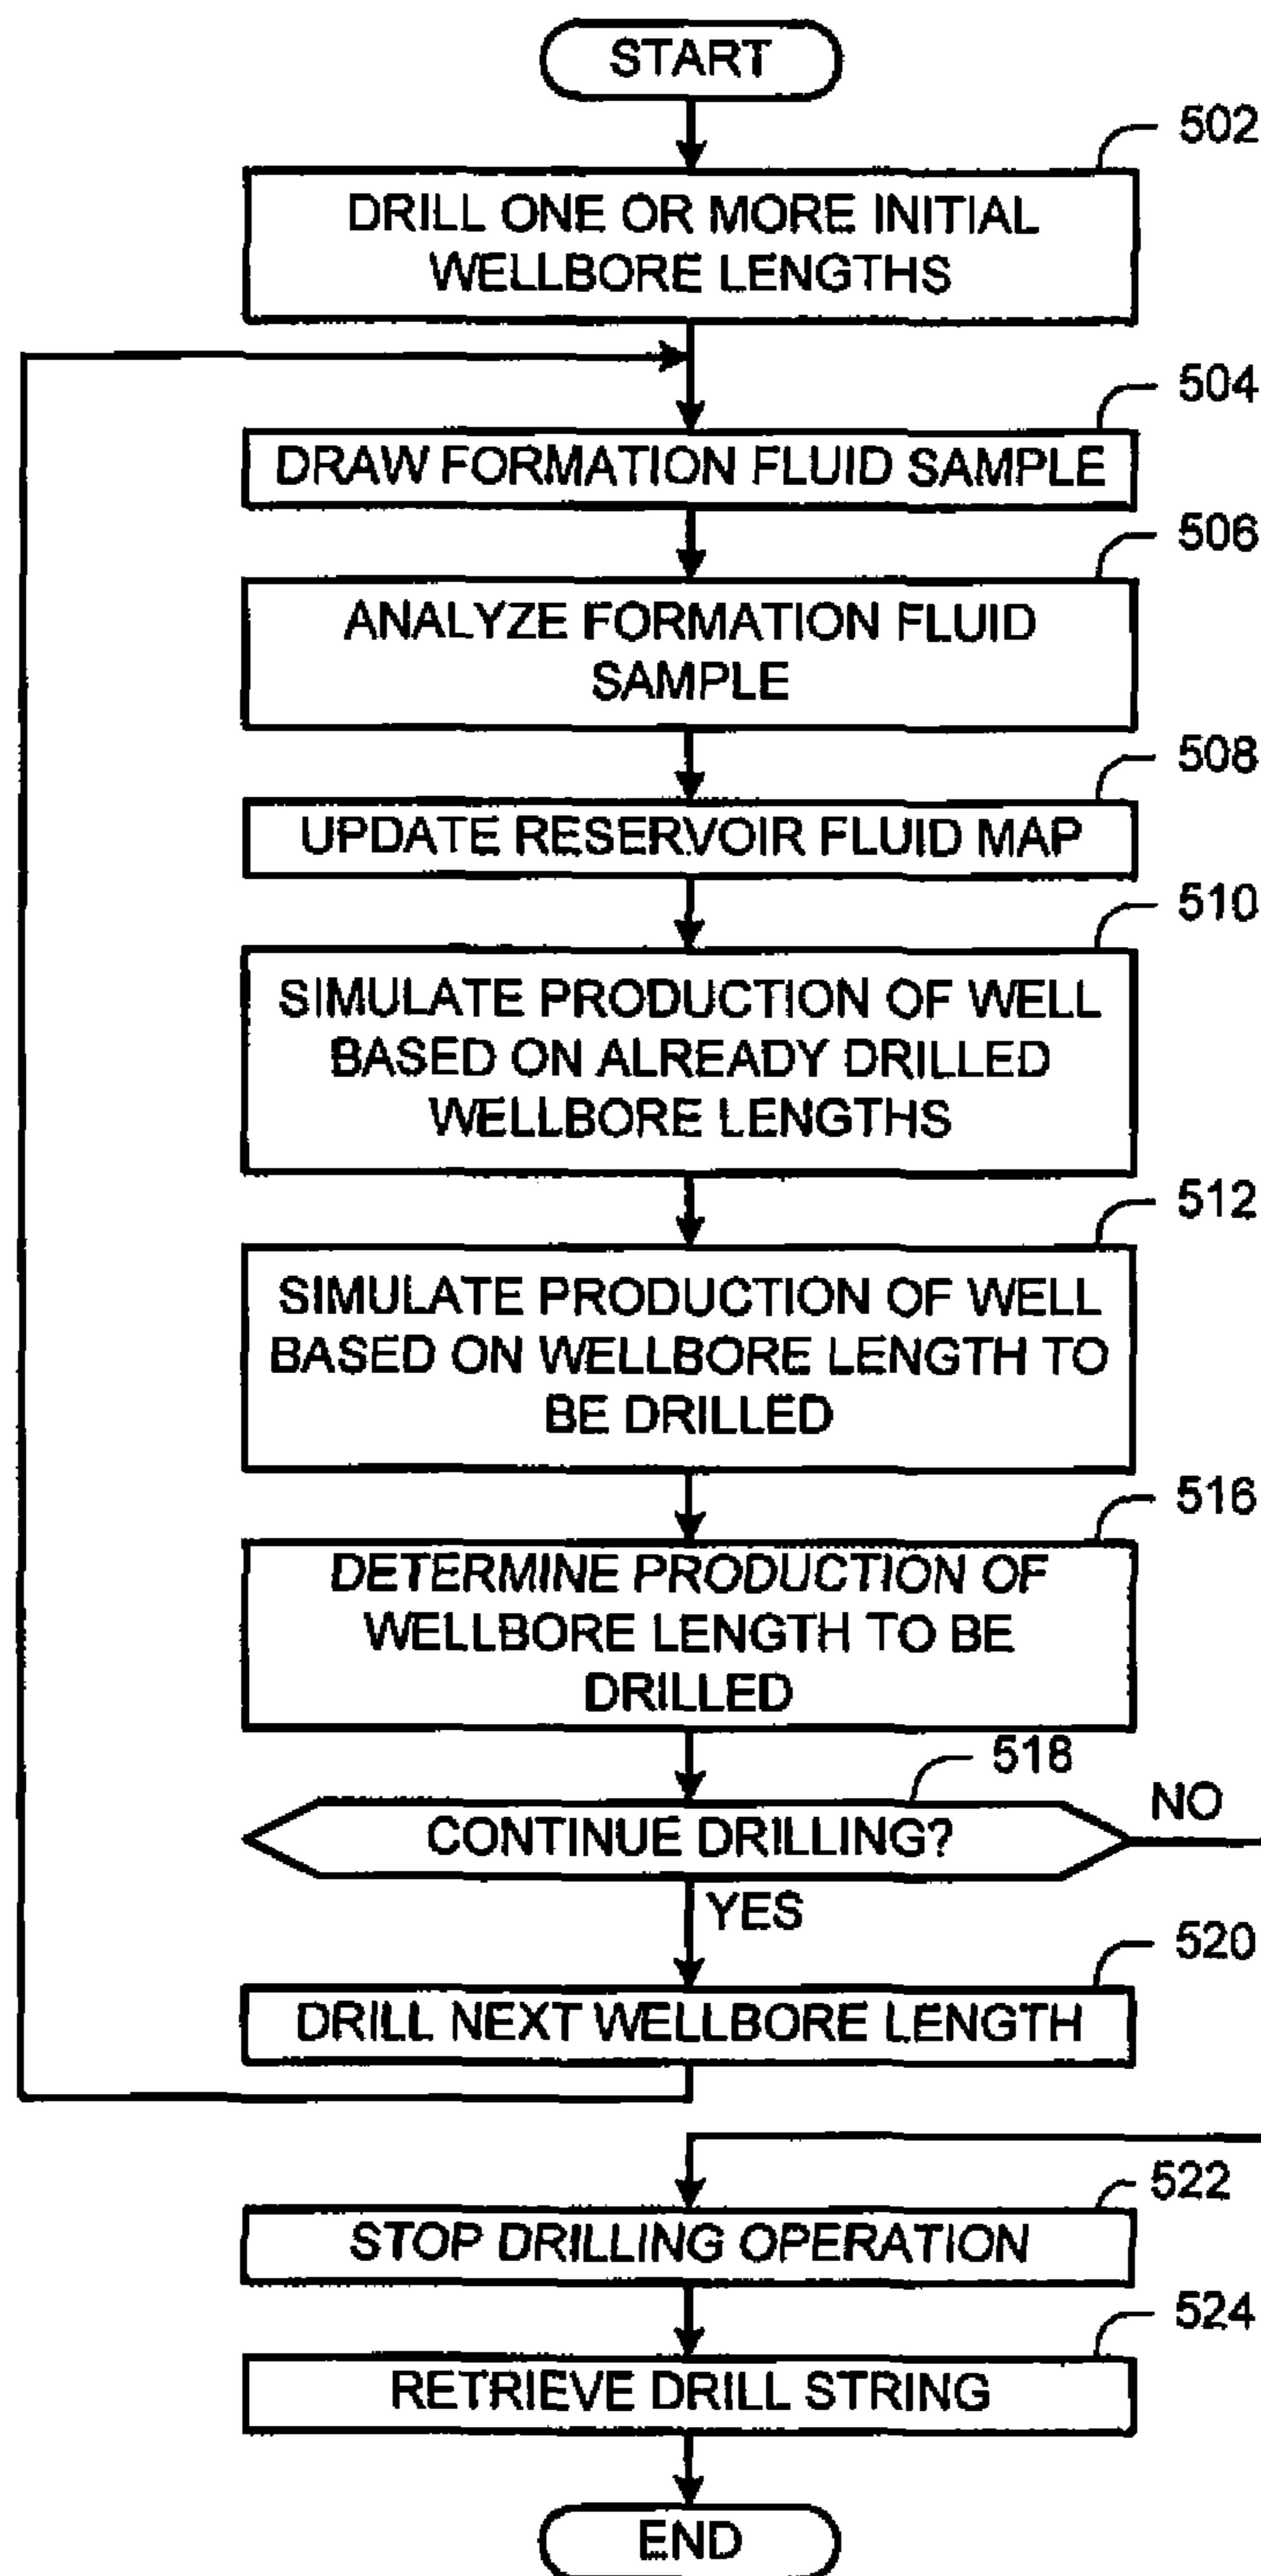 START
502
DRILL ONE OR MORE INITIAL
WELLBORE LENGTHS
504
DRAW FORMATION FLUID SAMPLE
506
ANALYZE FORMATION FLUID
SAMPLE
508
UPDATE RESERVOIR FLUID MAP
510
SIMULATE PRODUCTION OF WELL
BASED ON ALREADY DRILLED
WELLBORE LENGTHS
512
SIMULATE PRODUCTION OF WELL
BASED ON WELLBORE LENGTH TO
BE DRILLED
516
DETERMINE PRODUCTION OF
WELLBORE LENGTH TO BE
DRILLED
518
CONTINUE DRILLING?
NO
YES
520
DRILL NEXT WELLBORE LENGTH
522
STOP DRILLING OPERATION
524
RETRIEVE DRILL STRING
END